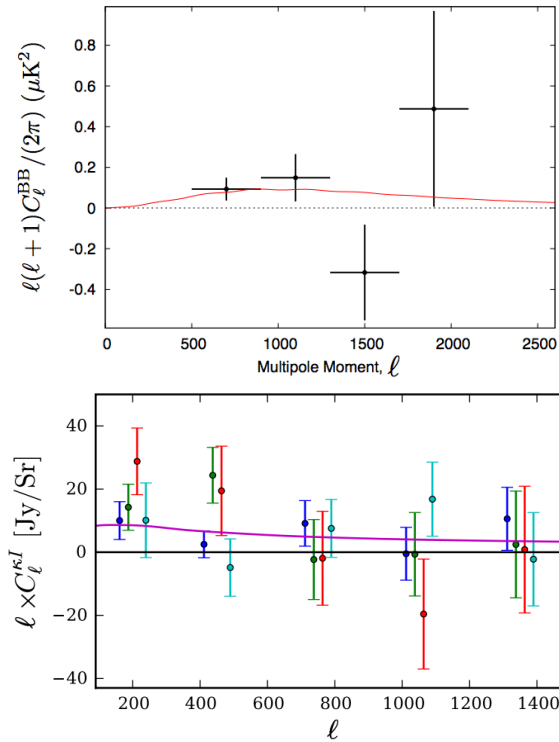 0.8
0.6
0.4
0.2
0
-0.2
-0.4
ℓ(ℓ + 1)C_ℓ^{BB}/(2π) (μK²)
0 500 1000 1500 2000 2500
Multipole Moment, ℓ
40
20
0
−20
−40
ℓ ×C_ℓ^{κI} [Jy/Sr]
200 400 600 800 1000 1200 1400
ℓ